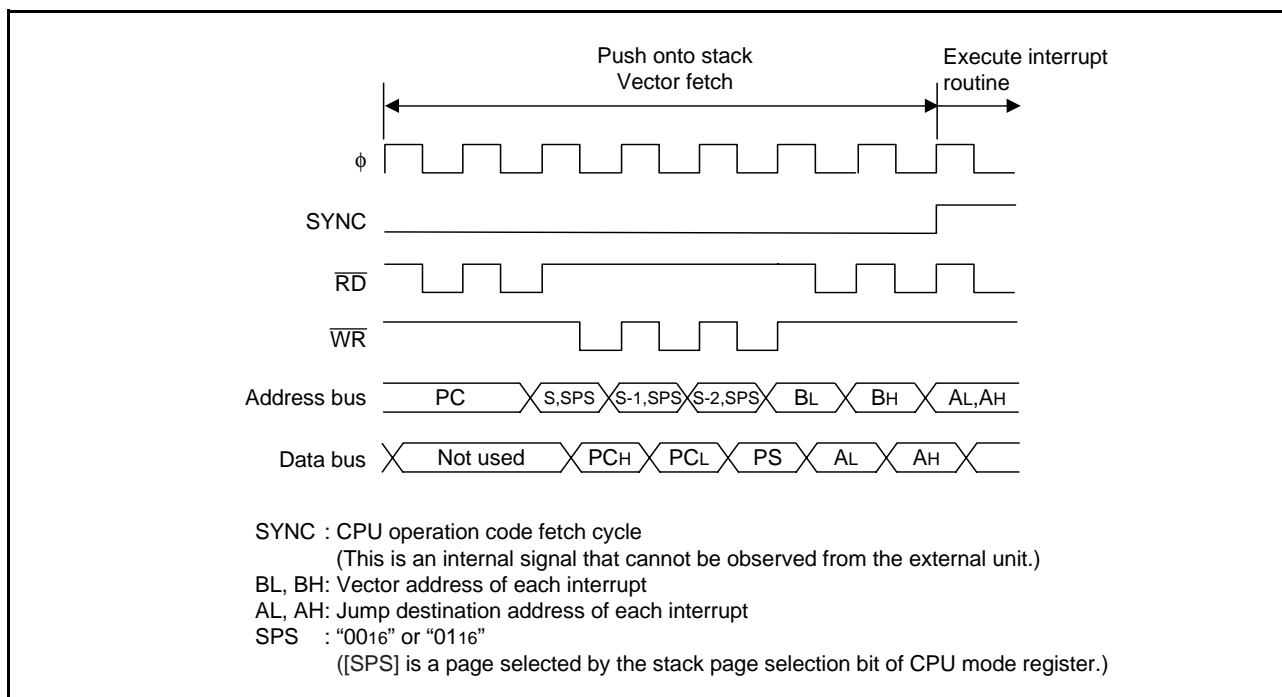 Push onto stack
Vector fetch
Execute interrupt
routine
ϕ
SYNC
RD
WR
Address bus PC S,SPS S-1,SPS S-2,SPS BL BH AL,AH
Data bus Not used PCH PCL PS AL AH
SYNC : CPU operation code fetch cycle
(This is an internal signal that cannot be observed from the external unit.)
BL, BH: Vector address of each interrupt
AL, AH: Jump destination address of each interrupt
SPS : “0016” or “0116”
([SPS] is a page selected by the stack page selection bit of CPU mode register.)